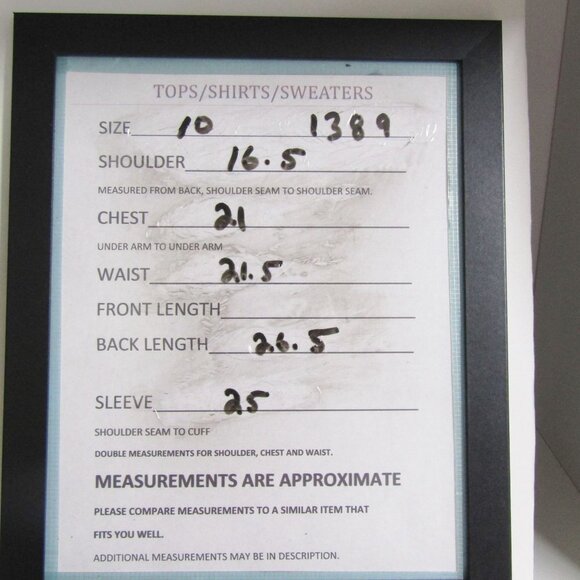 TOPS/SHIRTS/SWEATERS
SIZE 10 1389
SHOULDER 16.5
MEASURED FROM BACK, SHOULDER SEAM TO SHOULDER SEAM.
CHEST 21
UNDER ARM TO UNDER ARM
WAIST 21.5
FRONT LENGTH
BACK LENGTH 26.5
SLEEVE 25
SHOULDER SEAM TO CUFF
DOUBLE MEASUREMENTS FOR SHOULDER, CHEST AND WAIST.
MEASUREMENTS ARE APPROXIMATE
PLEASE COMPARE MEASUREMENTS TO A SIMILAR ITEM THAT
FITS YOU WELL.
ADDITIONAL MEASUREMENTS MAY BE IN DESCRIPTION.